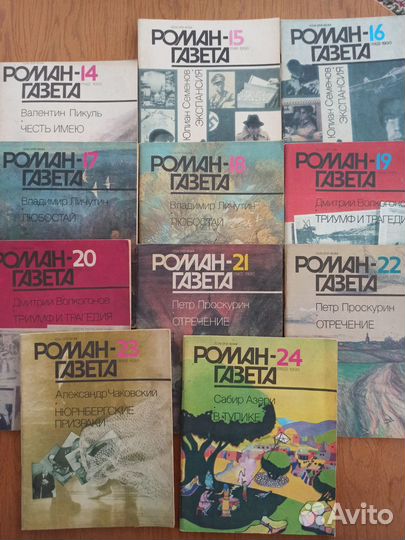 РОМАН-14
ГАЗЕТА
Валентин Пикуль
ЧЕСТЬ ИМЕЮ
РОМАН-15
ГАЗЕТА
Юлиан Семенов
ЭКСПАНСИЯ
РОМАН-16
ГАЗЕТА
Юлиан Семенов
ЭКСПАНСИЯ
РОМАН-17
ГАЗЕТА
Владимир Личутин
ЛЮБОСТАЙ
РОМАН-18
ГАЗЕТА
Владимир Личутин
ЛЮБОСТАЙ
РОМАН-19
ГАЗЕТА
Дмитрий Волкогонов
ТРИУМФ И ТРАГЕДИЯ
РОМАН-20
ГАЗЕТА
Дмитрий Волкогонов
ТРИУМФ И ТРАГЕДИЯ
РОМАН-21
ГАЗЕТА
Петр Проскурин
ОТРЕЧЕНИЕ
РОМАН-22
ГАЗЕТА
Петр Проскурин
ОТРЕЧЕНИЕ
РОМАН-23
ГАЗЕТА
Александр Чаковский
НЮРНБЕРГСКИЕ
ПРИЗРАКИ
РОМАН-24
ГАЗЕТА
Сабир Азери
В ТУПИКЕ
Avito